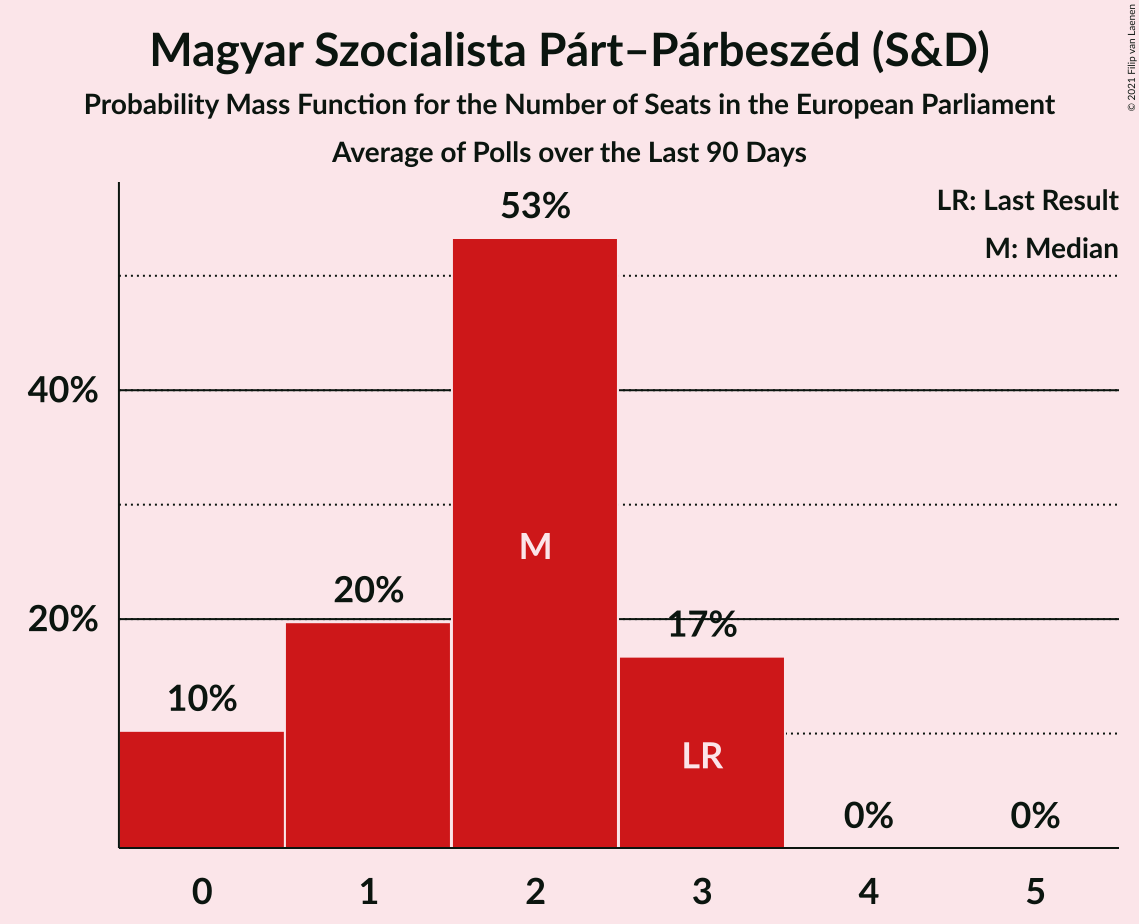 Magyar Szocialista Párt–Párbeszéd (S&D)
Probability Mass Function for the Number of Seats in the European Parliament
Average of Polls over the Last 90 Days
© 2021 Filip van Laenen
LR: Last Result
M: Median
53%
40%
M
20%
20%
17%
10%
LR
0%
0%
0 1 2 3 4 5